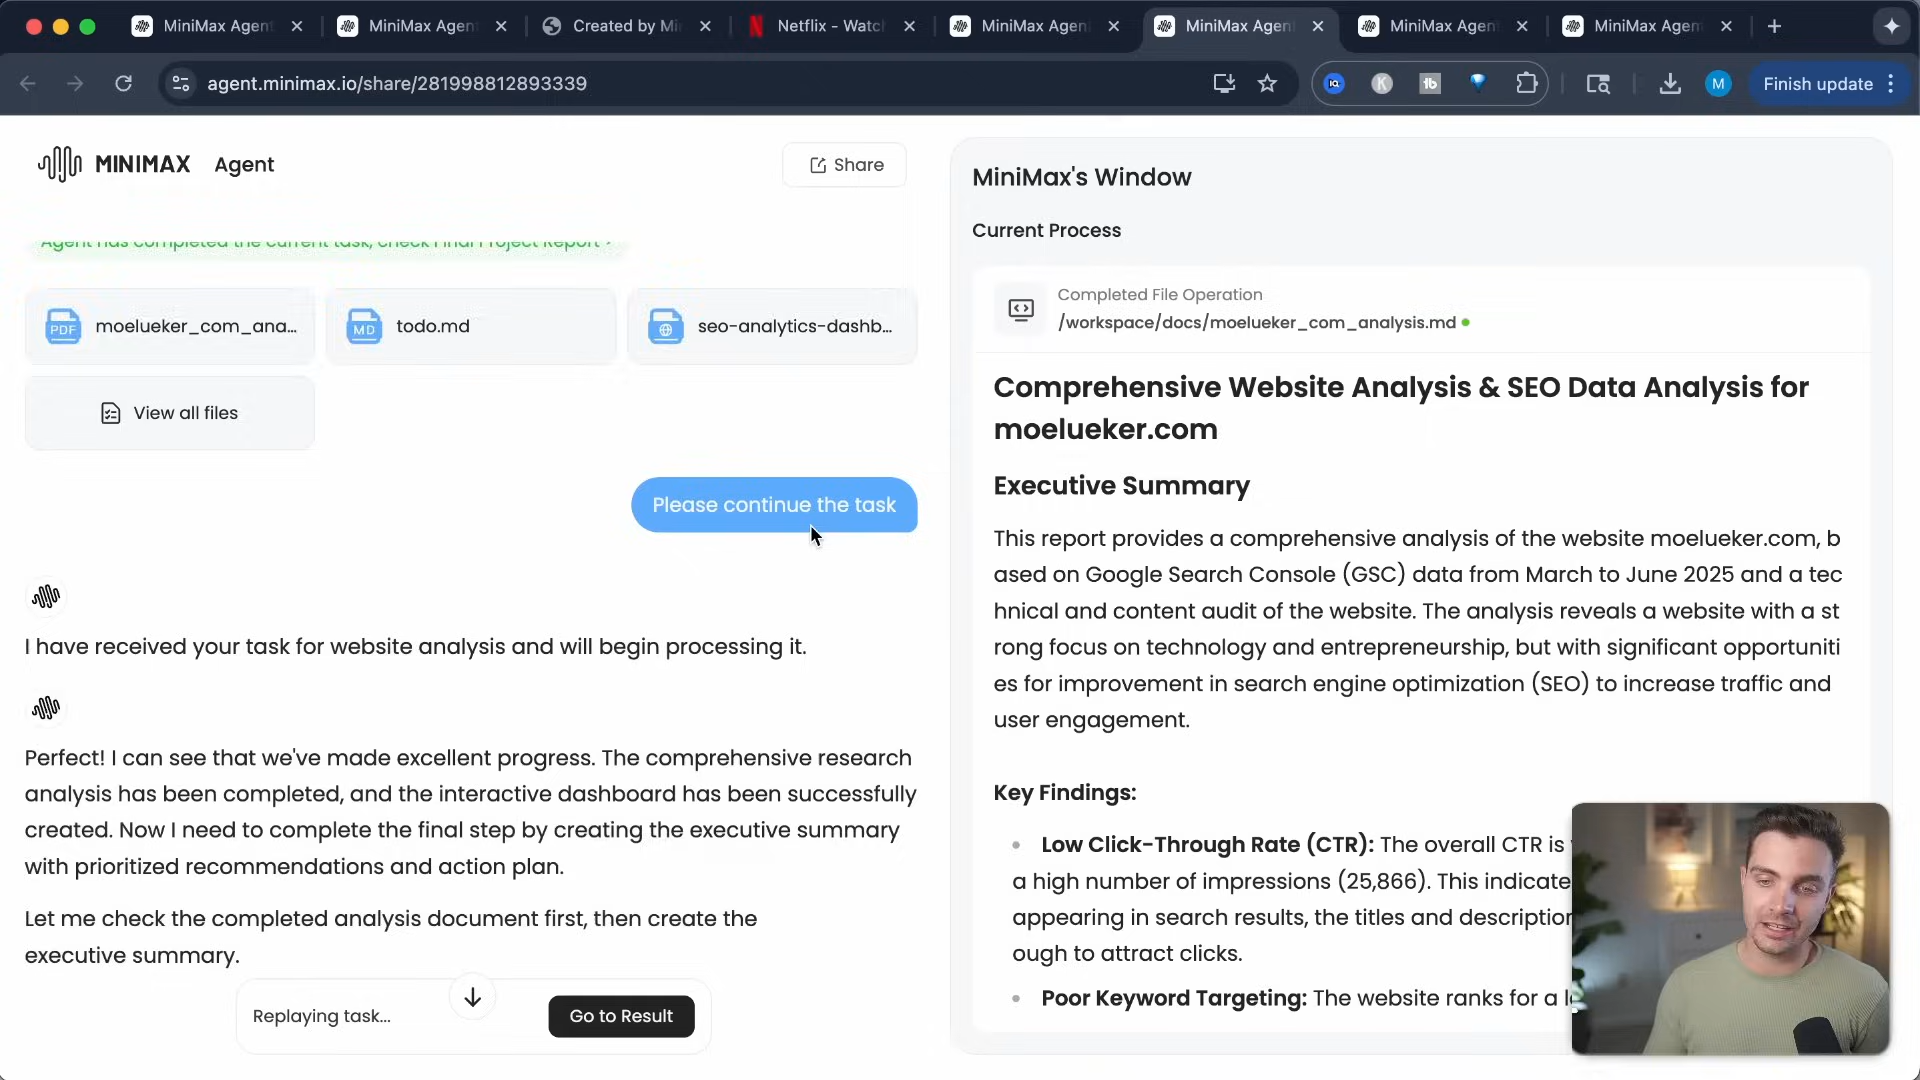 MiniMax Agent
MiniMax Agen
Created by Mi
Netflix - Watc
MiniMax Agen
MiniMax Agen
MiniMax Agen
MiniMax Agen
agent.minimax.io/share/281998812893339
K
tb
M
Finish update
MINIMAX Agent
Share
Agent has completed the current task, check Final Project Report >
PDF
moelueker_com_ana...
MD
todo.md
seo-analytics-dashb...
View all files
Please continue the task
I have received your task for website analysis and will begin processing it.
Perfect! I can see that we've made excellent progress. The comprehensive research
analysis has been completed, and the interactive dashboard has been successfully
created. Now I need to complete the final step by creating the executive summary
with prioritized recommendations and action plan.
Let me check the completed analysis document first, then create the
executive summary.
Replaying task...
Go to Result
MiniMax's Window
Current Process
Completed File Operation
/workspace/docs/moelueker_com_analysis.md
Comprehensive Website Analysis & SEO Data Analysis for
moelueker.com
Executive Summary
This report provides a comprehensive analysis of the website moelueker.com, b
ased on Google Search Console (GSC) data from March to June 2025 and a tec
hnical and content audit of the website. The analysis reveals a website with a st
rong focus on technology and entrepreneurship, but with significant opportuniti
es for improvement in search engine optimization (SEO) to increase traffic and
user engagement.
Key Findings:
Low Click-Through Rate (CTR): The overall CTR is
a high number of impressions (25,866). This indicate
appearing in search results, the titles and description
ough to attract clicks.
Poor Keyword Targeting: The website ranks for a l